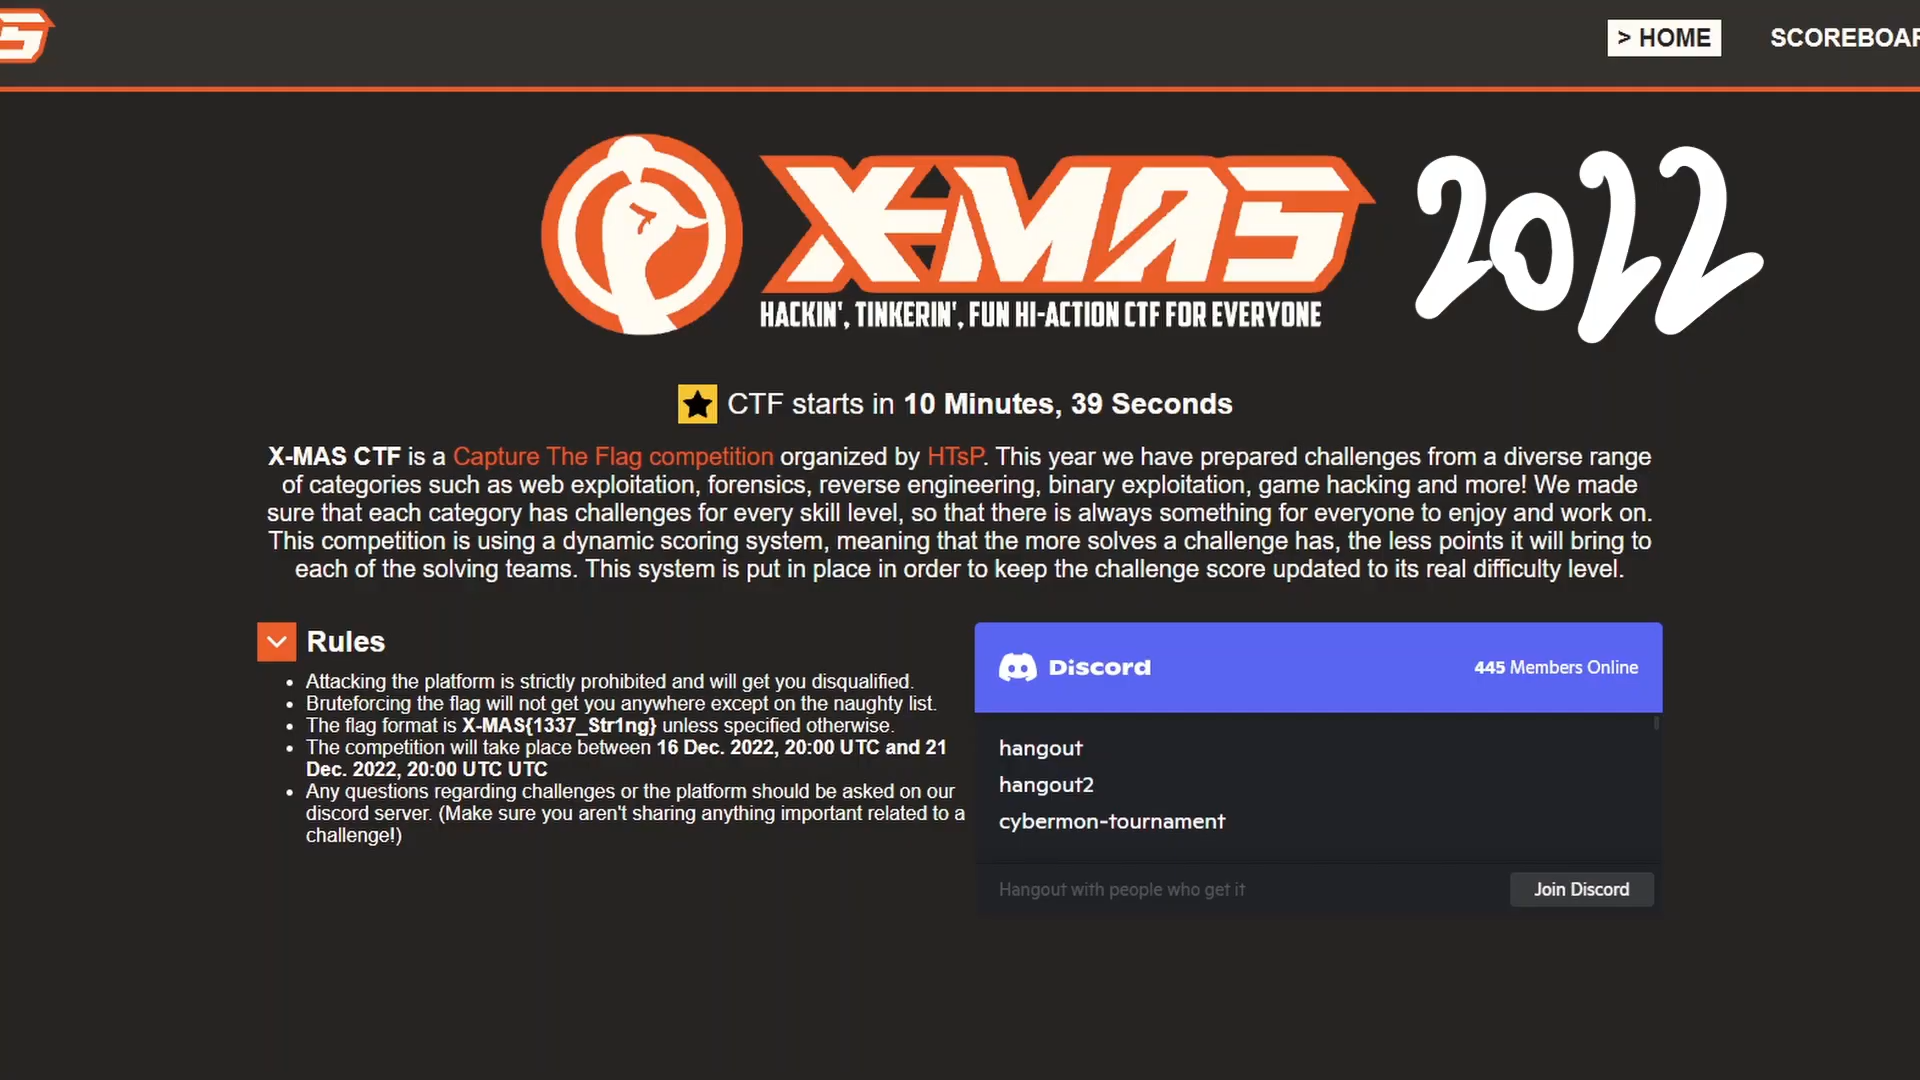 S
> HOME
SCOREBOAR
X-MAS
2022
HACKIN', TINKERIN', FUN HI-ACTION CTF FOR EVERYONE
CTF starts in 10 Minutes, 39 Seconds
X-MAS CTF is a Capture The Flag competition organized by HTsP. This year we have prepared challenges from a diverse range
of categories such as web exploitation, forensics, reverse engineering, binary exploitation, game hacking and more! We made
sure that each category has challenges for every skill level, so that there is always something for everyone to enjoy and work on.
This competition is using a dynamic scoring system, meaning that the more solves a challenge has, the less points it will bring to
each of the solving teams. This system is put in place in order to keep the challenge score updated to its real difficulty level.
Rules
• Attacking the platform is strictly prohibited and will get you disqualified.
• Bruteforcing the flag will not get you anywhere except on the naughty list.
• The flag format is X-MAS{1337_Str1ng} unless specified otherwise.
• The competition will take place between 16 Dec. 2022, 20:00 UTC and 21
Dec. 2022, 20:00 UTC UTC
• Any questions regarding challenges or the platform should be asked on our
discord server. (Make sure you aren't sharing anything important related to a
challenge!)
Discord
445 Members Online
hangout
hangout2
cybermon-tournament
Hangout with people who get it
Join Discord